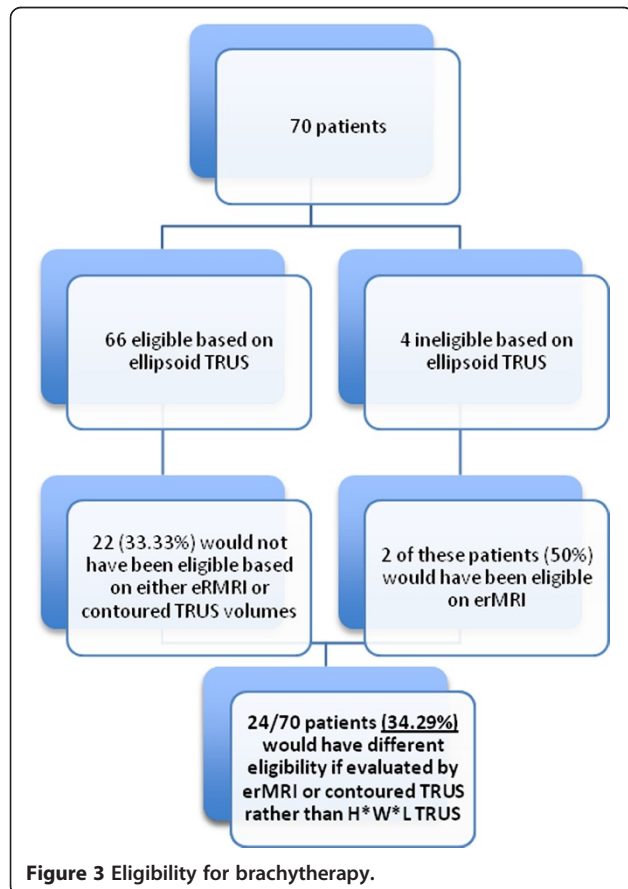 70 patients
66 eligible based on
ellipsoid TRUS
4 ineligible based on
ellipsoid TRUS
22 (33.33%) would not
have been eligible based
on either eRMRI or
contoured TRUS volumes
2 of these patients (50%)
would have been eligible
on erMRI
24/70 patients (34.29%)
would have different
eligibility if evaluated by
erMRI or contoured TRUS
rather than H*W*L TRUS
Figure 3 Eligibility for brachytherapy.